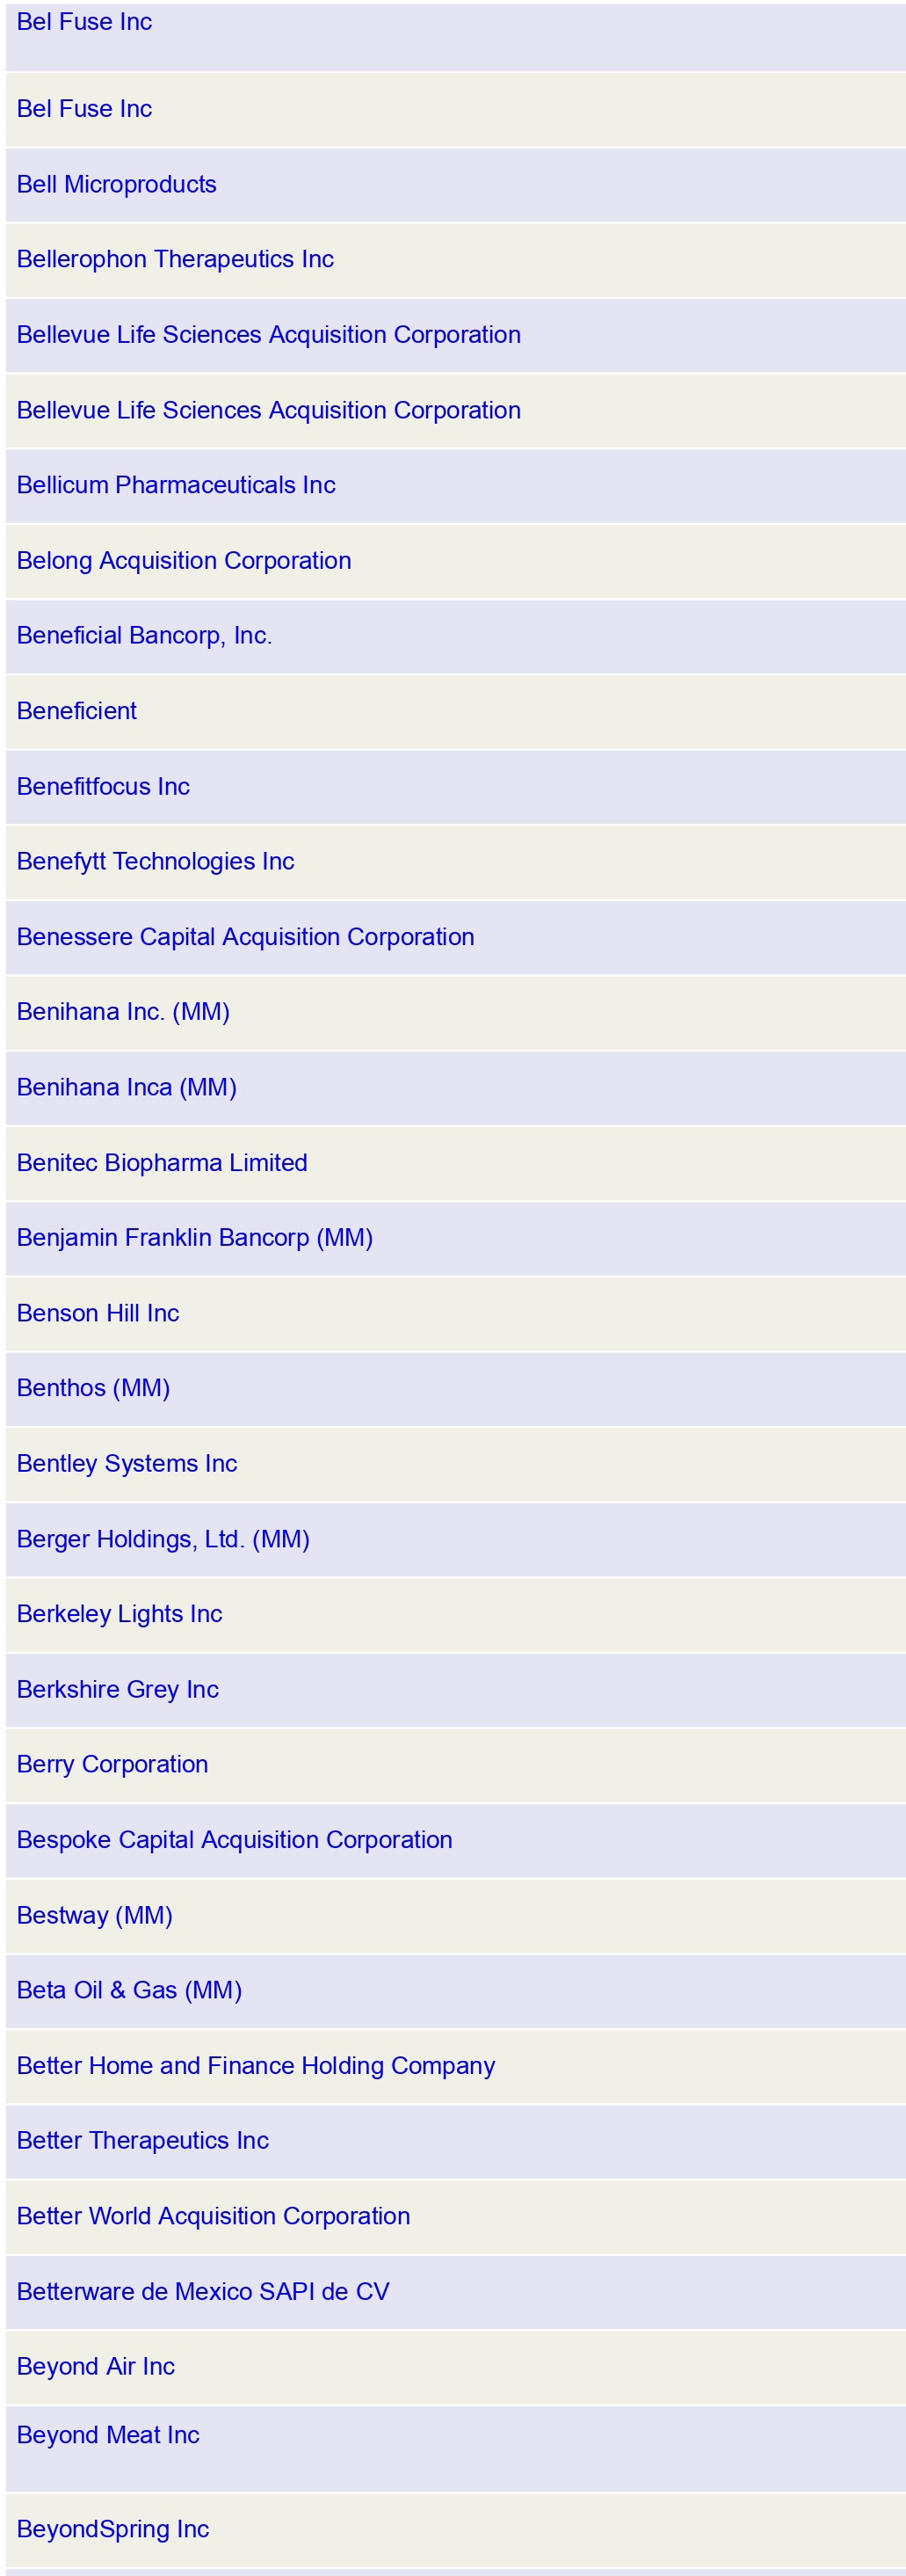 Bel Fuse Inc
Bel Fuse Inc
Bell Microproducts
Bellerophon Therapeutics Inc
Bellevue Life Sciences Acquisition Corporation
Bellevue Life Sciences Acquisition Corporation
Bellicum Pharmaceuticals Inc
Belong Acquisition Corporation
Beneficial Bancorp, Inc.
Beneficient
Benefitfocus Inc
Benefytt Technologies Inc
Benessere Capital Acquisition Corporation
Benihana Inc. (MM)
Benihana Inca (MM)
Benitec Biopharma Limited
Benjamin Franklin Bancorp (MM)
Benson Hill Inc
Benthos (MM)
Bentley Systems Inc
Berger Holdings, Ltd. (MM)
Berkeley Lights Inc
Berkshire Grey Inc
Berry Corporation
Bespoke Capital Acquisition Corporation
Bestway (MM)
Beta Oil & Gas (MM)
Better Home and Finance Holding Company
Better Therapeutics Inc
Better World Acquisition Corporation
Betterware de Mexico SAPI de CV
Beyond Air Inc
Beyond Meat Inc
BeyondSpring Inc